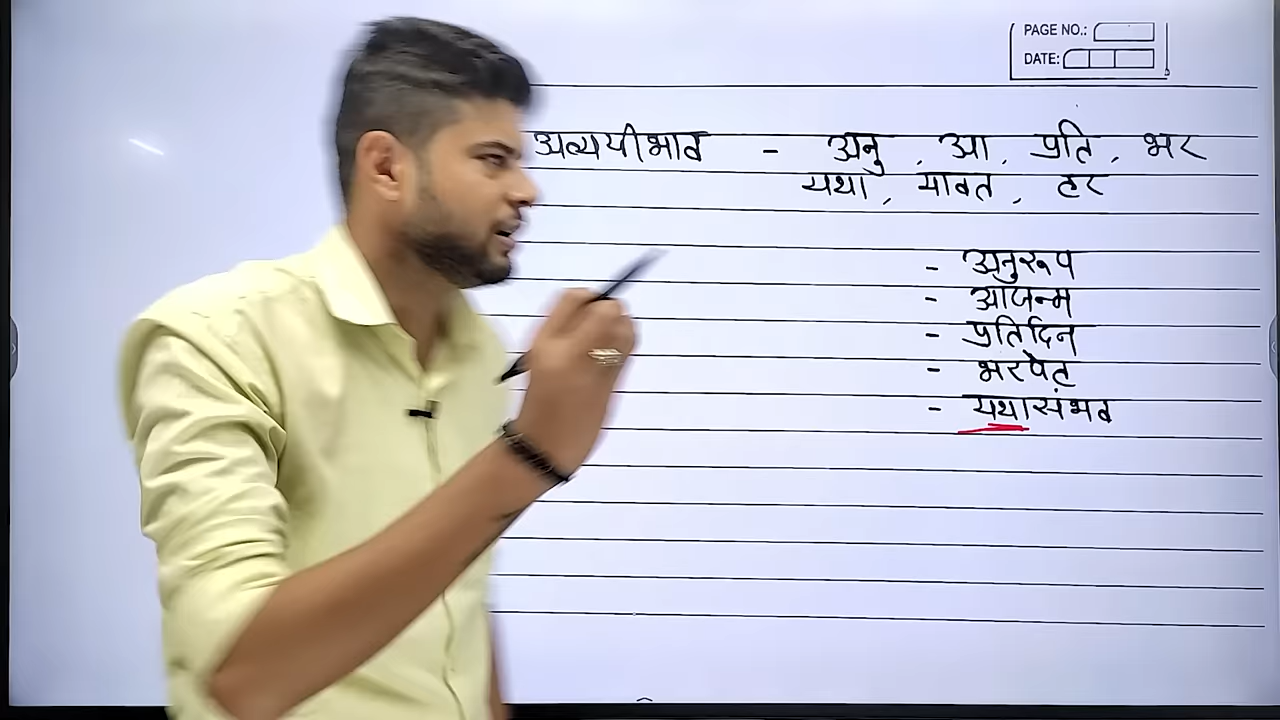 PAGE NO.:
DATE:
अव्ययीभाव - अनु, आ, प्रति, भर
यथा, यावत, हर
- अनुरूप
- आजन्म
- प्रतिदिन
- भरपेट
- यथासंभव